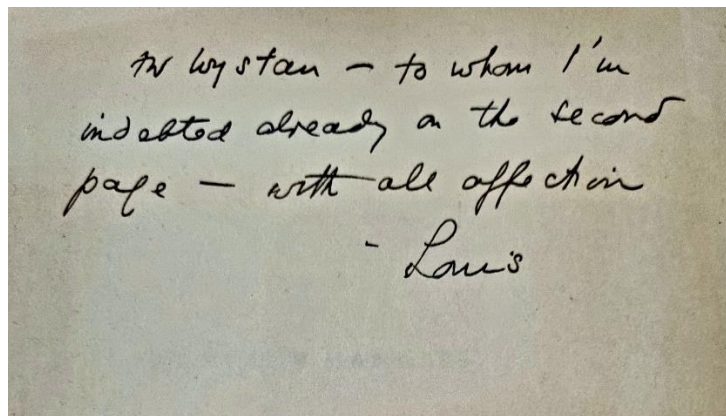 for Wystan – to whom I'm
indebted already on the second
page – with all affection
- Louis